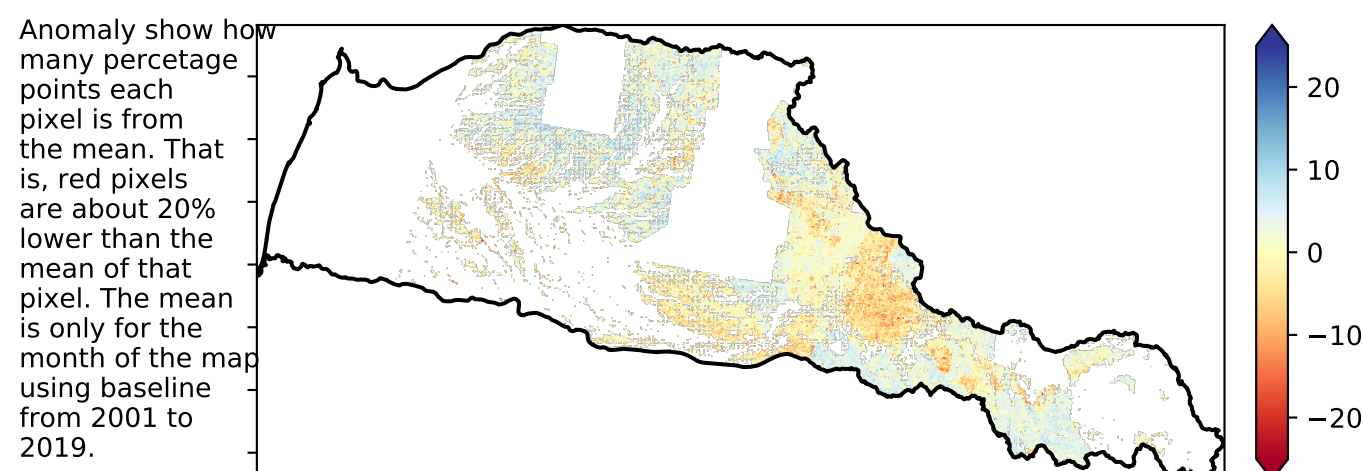 Anomaly show how
many percetage
points each
pixel is from
the mean. That
is, red pixels
are about 20%
lower than the
mean of that
pixel. The mean
is only for the
month of the map
using baseline
from 2001 to
2019.
20
10
0
−10
−20